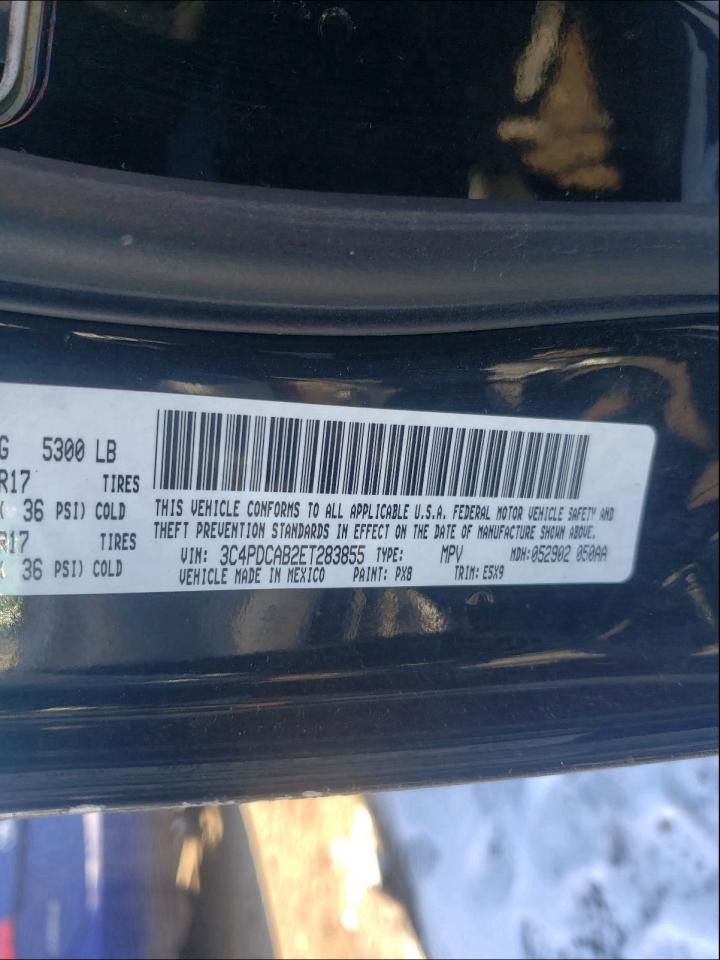 G 5300 LB
R17 TIRES
36 PSI) COLD
R17 TIRES
36 PSI) COLD
THIS VEHICLE CONFORMS TO ALL APPLICABLE U.S.A. FEDERAL MOTOR VEHICLE SAFETY AND
THEFT PREVENTION STANDARDS IN EFFECT ON THE DATE OF MANUFACTURE SHOWN ABOVE.
VIN: 3C4PDCAB2ET283855 TYPE: MPV MDH:052902 050AA
VEHICLE MADE IN MEXICO PAINT: PX8 TRIM: E5X9